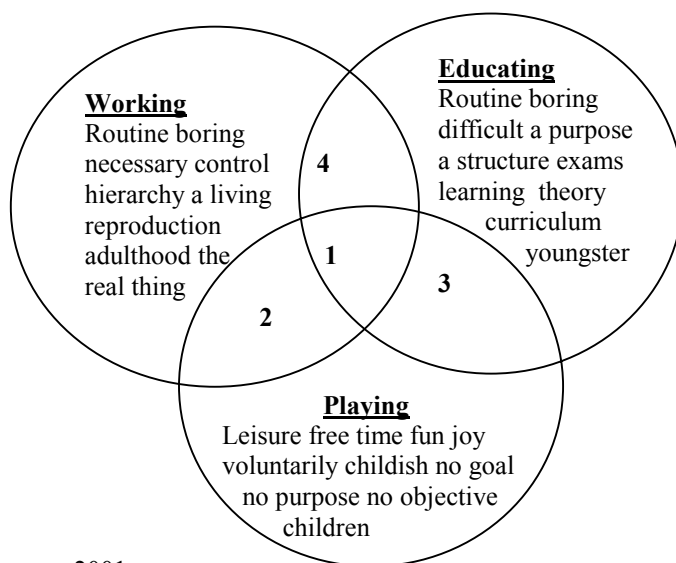 Working
Routine boring
necessary control
hierarchy a living
reproduction
adulthood the
real thing
Educating
Routine boring
difficult a purpose
a structure exams
learning theory
curriculum
youngster
4
1
3
2
Playing
Leisure free time fun joy
voluntarily childish no goal
no purpose no objective
children
2001